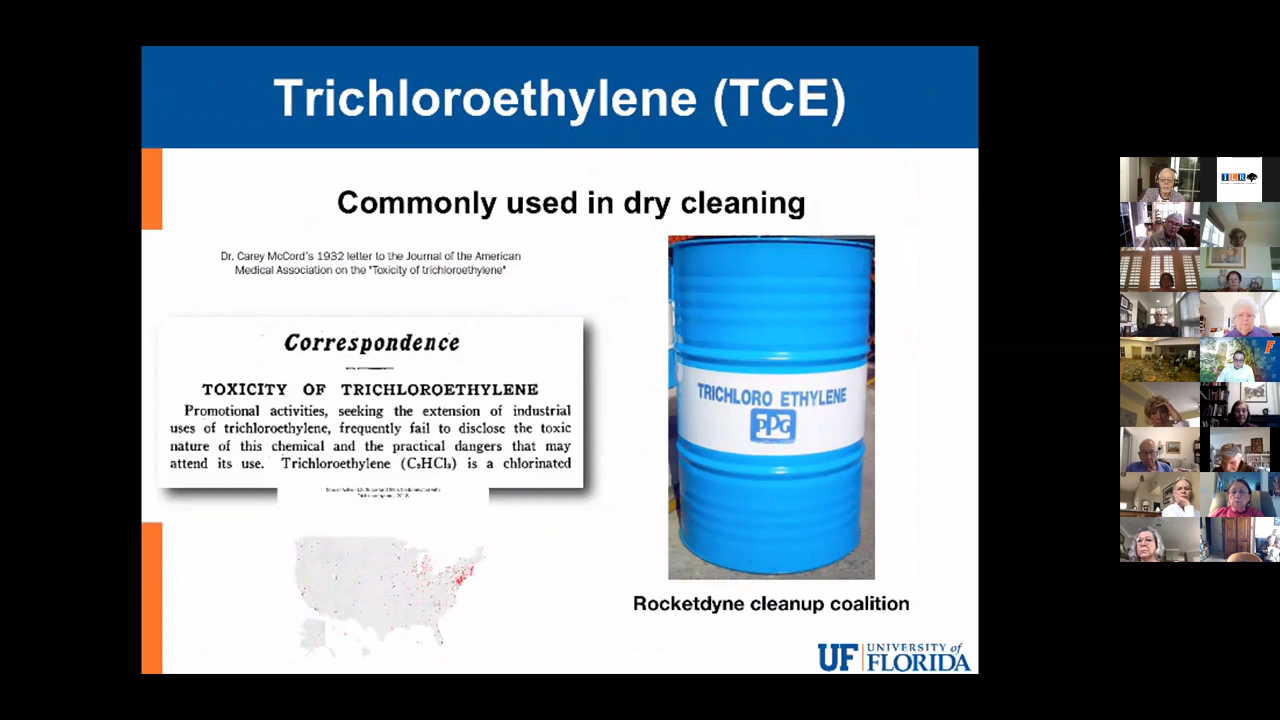 Trichloroethylene (TCE)
Commonly used in dry cleaning
Dr. Carey McCord's 1932 letter to the Journal of the American
Medical Association on the "Toxicity of trichloroethylene"
Correspondence
TOXICITY OF TRICHLOROETHYLENE
Promotional activities, seeking the extension of industrial
uses of trichloroethylene, frequently fail to disclose the toxic
nature of this chemical and the practical dangers that may
attend its use. Trichloroethylene (C₂HCl₃) is a chlorinated
TRICHLORO ETHYLENE
PPG
Rocketdyne cleanup coalition
UF UNIVERSITY of
FLORIDA
ILR